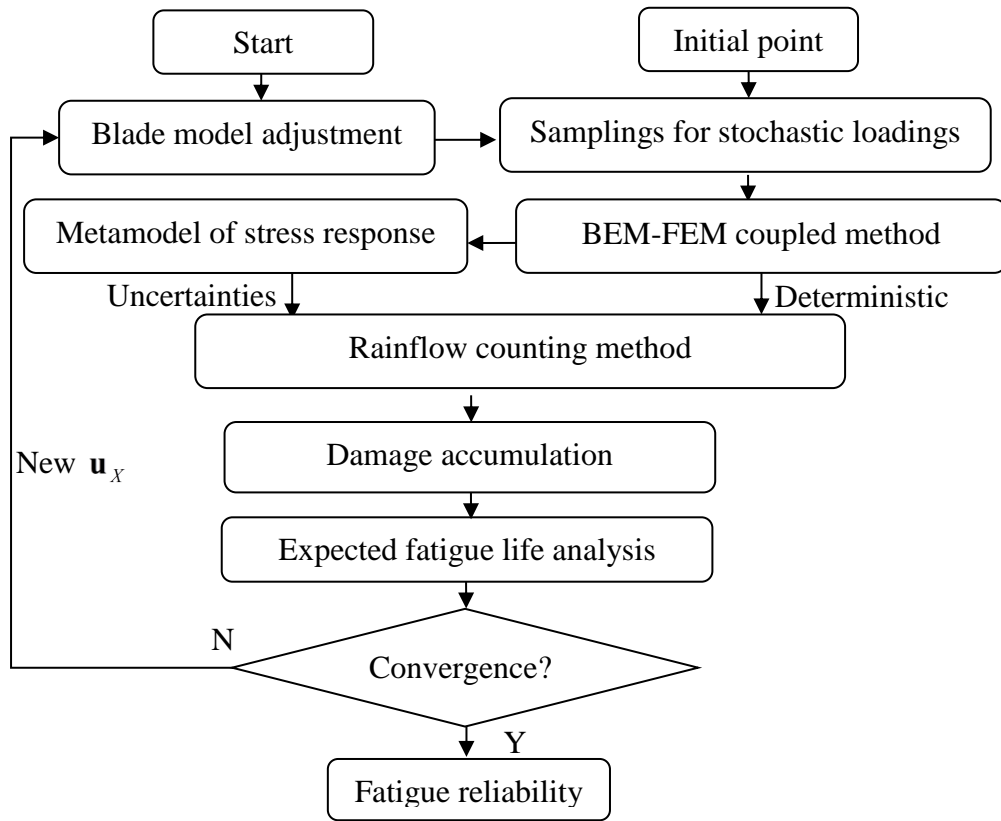 Start
Initial point
Blade model adjustment
Samplings for stochastic loadings
Metamodel of stress response
BEM-FEM coupled method
Uncertainties
Deterministic
Rainflow counting method
Damage accumulation
New u_X
Expected fatigue life analysis
N
Convergence?
Y
Fatigue reliability